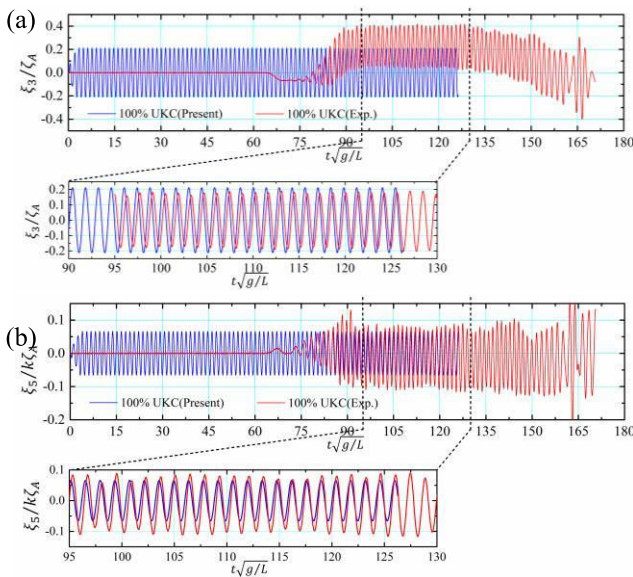 (a)
ξ₃/ζ_A
0.4
0.2
0.0
-0.2
-0.4
100% UKC(Present) 100% UKC(Exp.)
0 15 30 45 60 75 90 105 120 135 150 165 180
t√g/L
ξ₃/ζ_A
0.2
0.1
0.0
-0.1
-0.2
90 95 100 105 110 115 120 125 130
t√g/L
(b)
ξ₅/kζ_A
0.1
0.0
-0.1
-0.2
100% UKC(Present) 100% UKC(Exp.)
0 15 30 45 60 75 90 105 120 135 150 165 180
t√g/L
ξ₅/kζ_A
0.1
0.0
-0.1
95 100 105 110 115 120 125 130
t√g/L